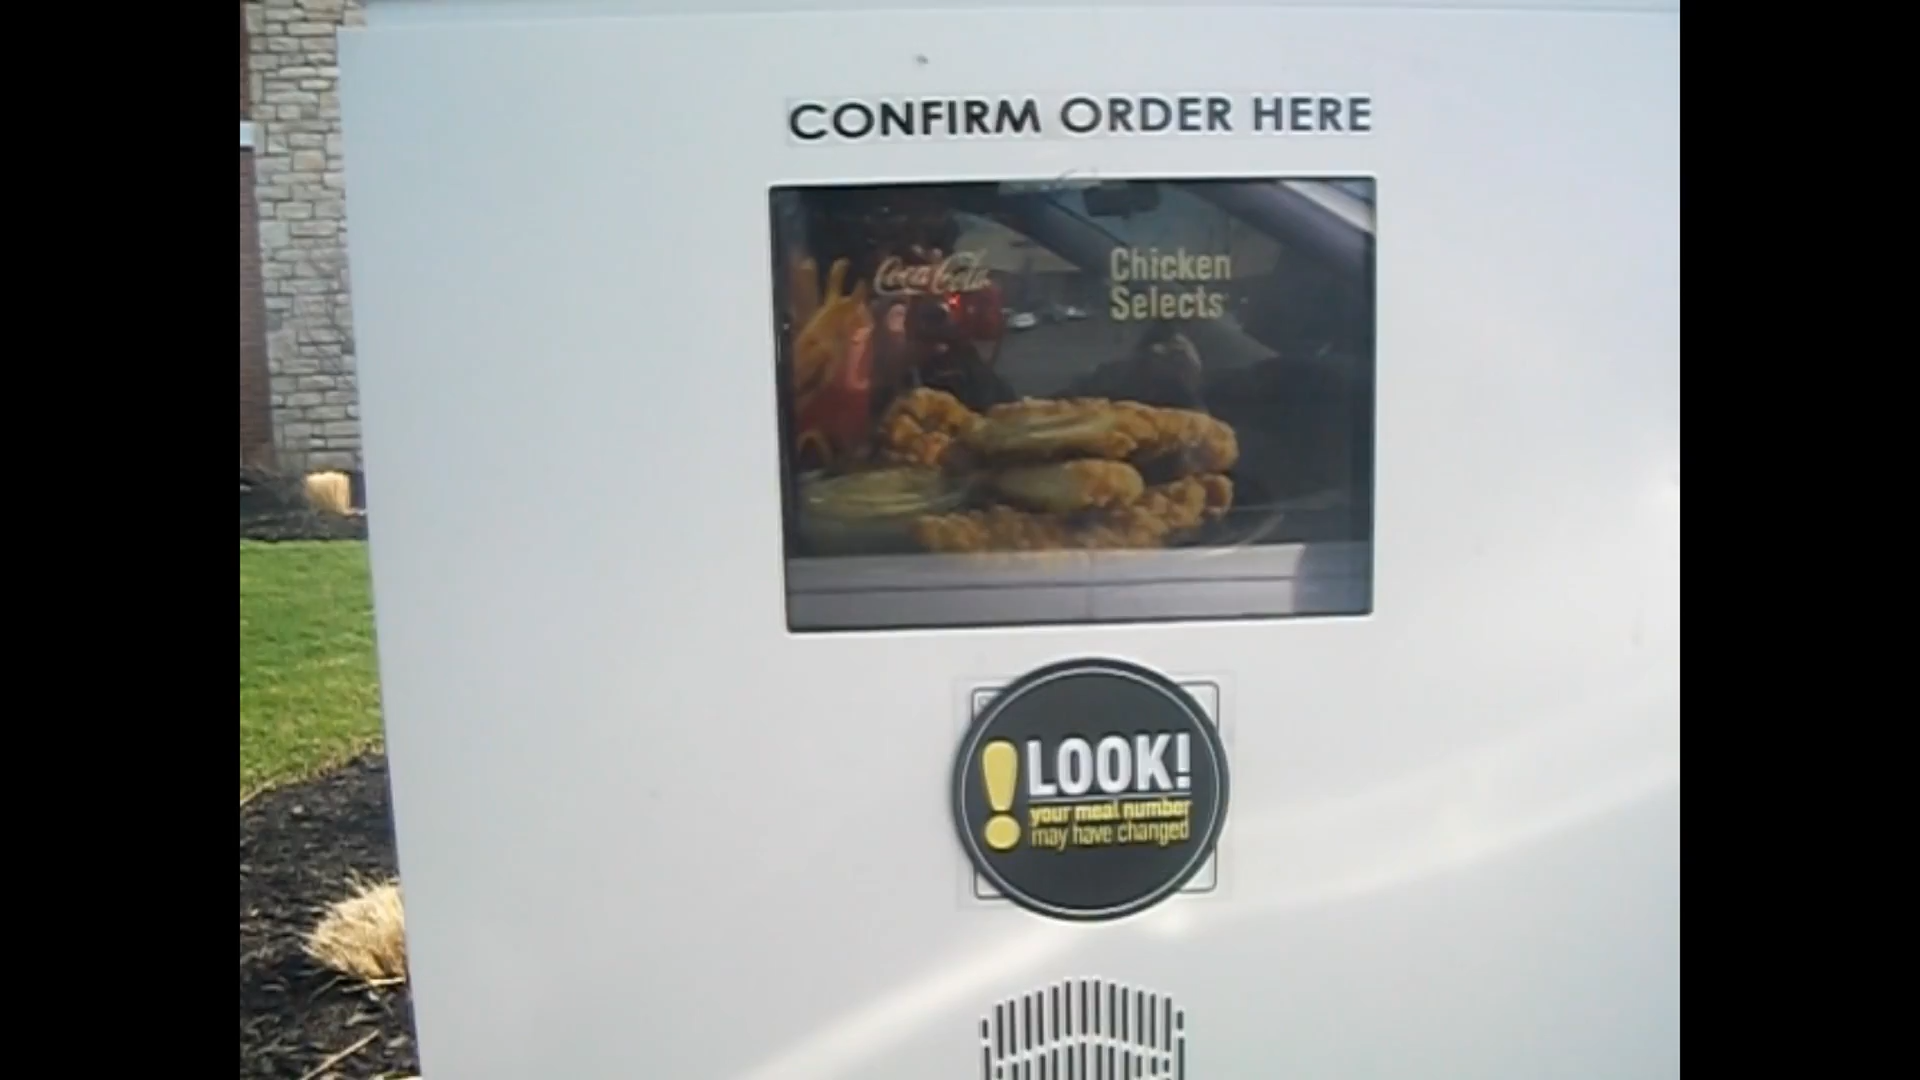 CONFIRM ORDER HERE
Coca-Cola
Chicken
Selects
! LOOK!
your meal number
may have changed